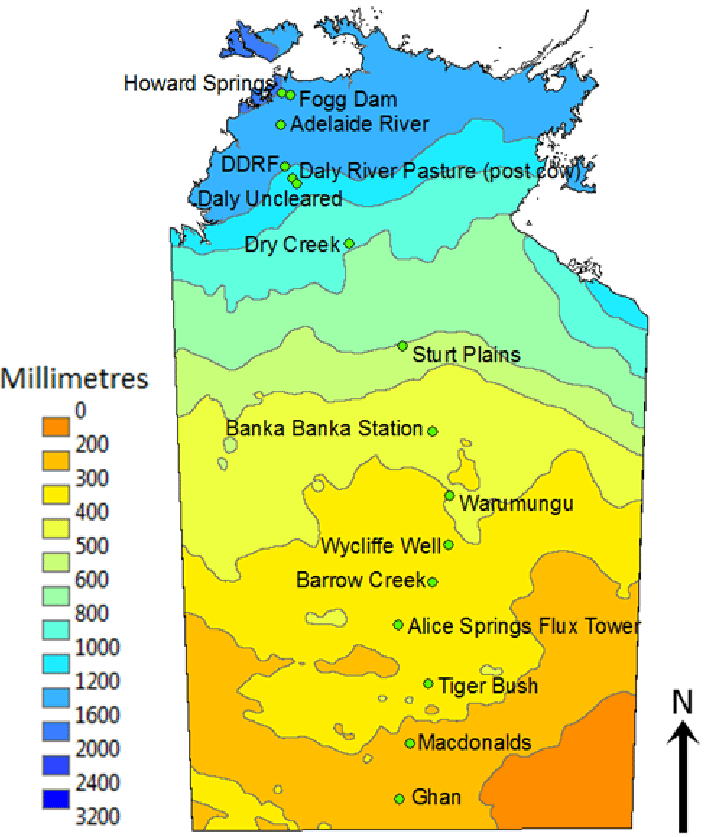 Howard Springs
Fogg Dam
Adelaide River
DDRF
Daly River Pasture (post cow)
Daly Uncleared
Dry Creek
Sturt Plains
Millimetres
0
200
300
400
500
600
800
1000
1200
1600
2000
2400
3200
Banka Banka Station
Warumungu
Wycliffe Well
Barrow Creek
Alice Springs Flux Tower
Tiger Bush
Macdonalds
Ghan
N